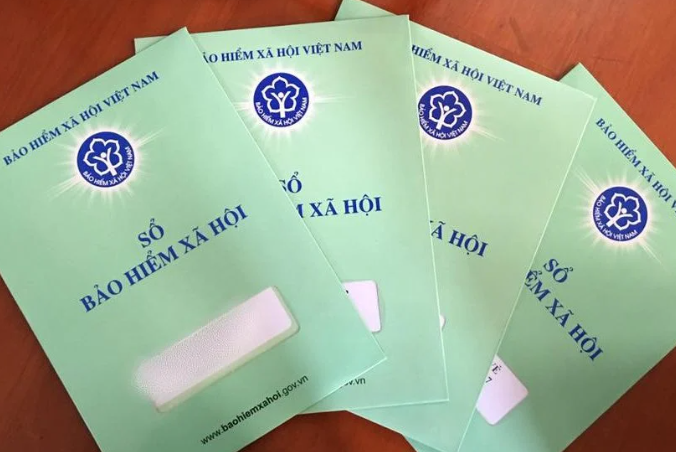 BẢO HIỂM XÃ HỘI VIỆT NAM
BẢO HIỂM XÃ HỘI VIỆT NAM
SỔ
BẢO HIỂM XÃ HỘI
www.baohiemxahoi.gov.vn
BẢO HIỂM XÃ HỘI VIỆT NAM
BẢO HIỂM XÃ HỘI VIỆT NAM
SỔ
XÃ HỘI
HIỂM XÃ HỘI VIỆT NAM
BẢO HIỂM XÃ HỘI VIỆT NAM
XÃ HỘI
7
BẢO HIỂM XÃ HỘI
BẢO HIỂM XÃ HỘI VIỆT NAM
SỔ
XÃ HỘI